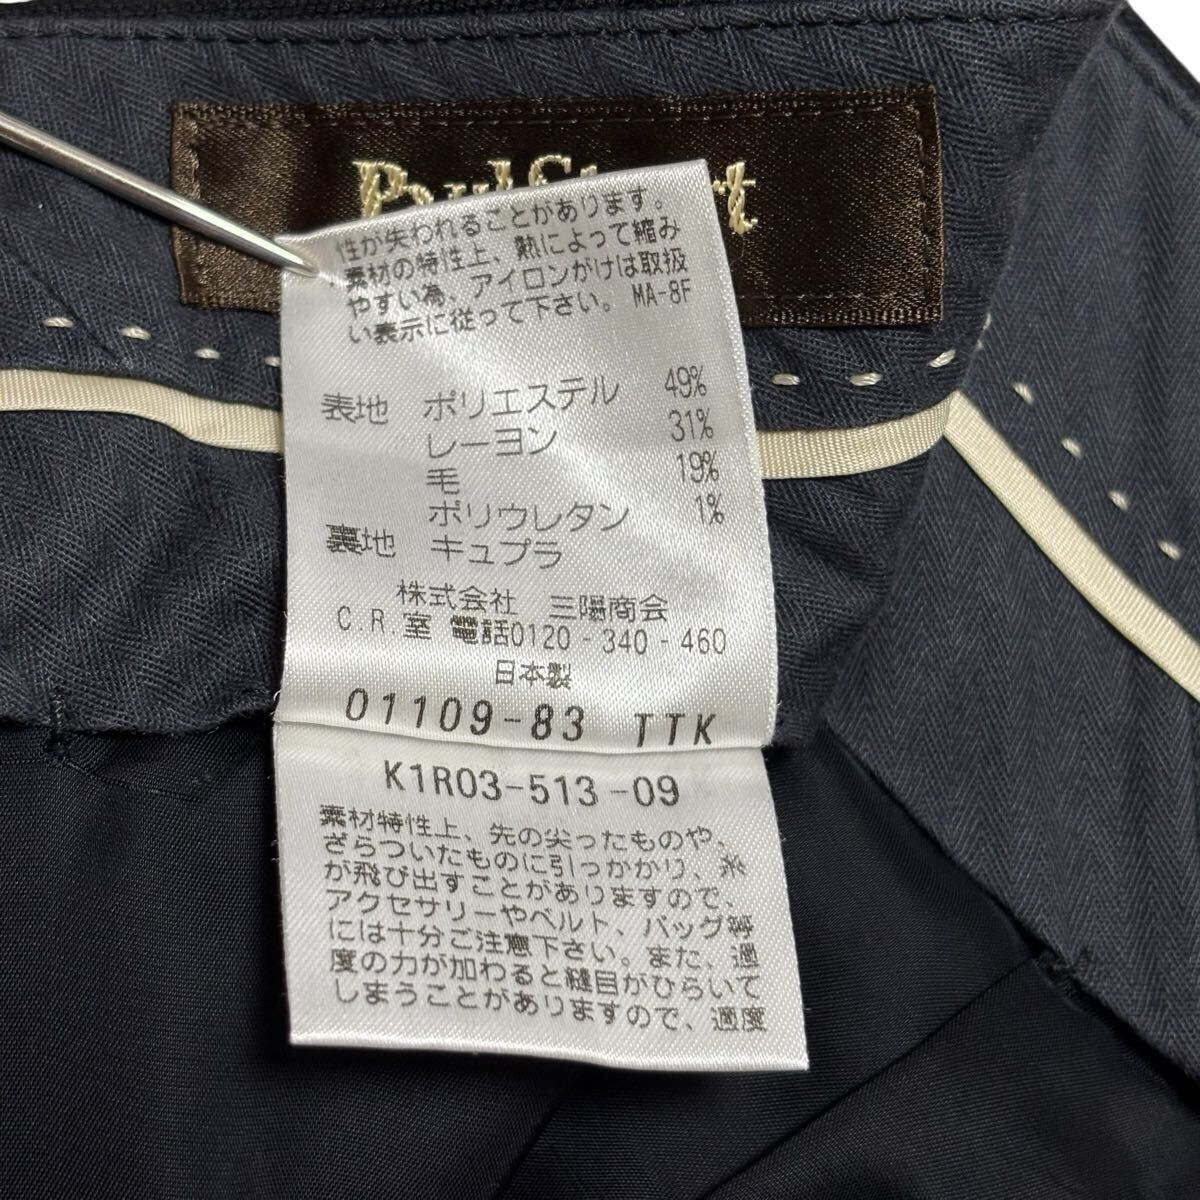 Paul St rt
性が失われることがあります。
素材の特性上、熱によって縮み
やすい為、アイロンがけは取扱
い表示に従って下さい。 MA-8F
表地 ポリエステル 49%
レーヨン 31%
毛 19%
ポリウレタン 1%
裏地 キュプラ
株式会社 三陽商会
C.R.室 電話0120-340-460
日本製
01109-83 TTK
K1R03-513-09
素材特性上、先の尖ったものや、
ざらついたものに引っかかり、糸
が飛び出すことがありますので、
アクセサリーやベルト、バッグ等
には十分ご注意下さい。また、過
度の力が加わると縫目がひらいて
しまうことがありますので、過度